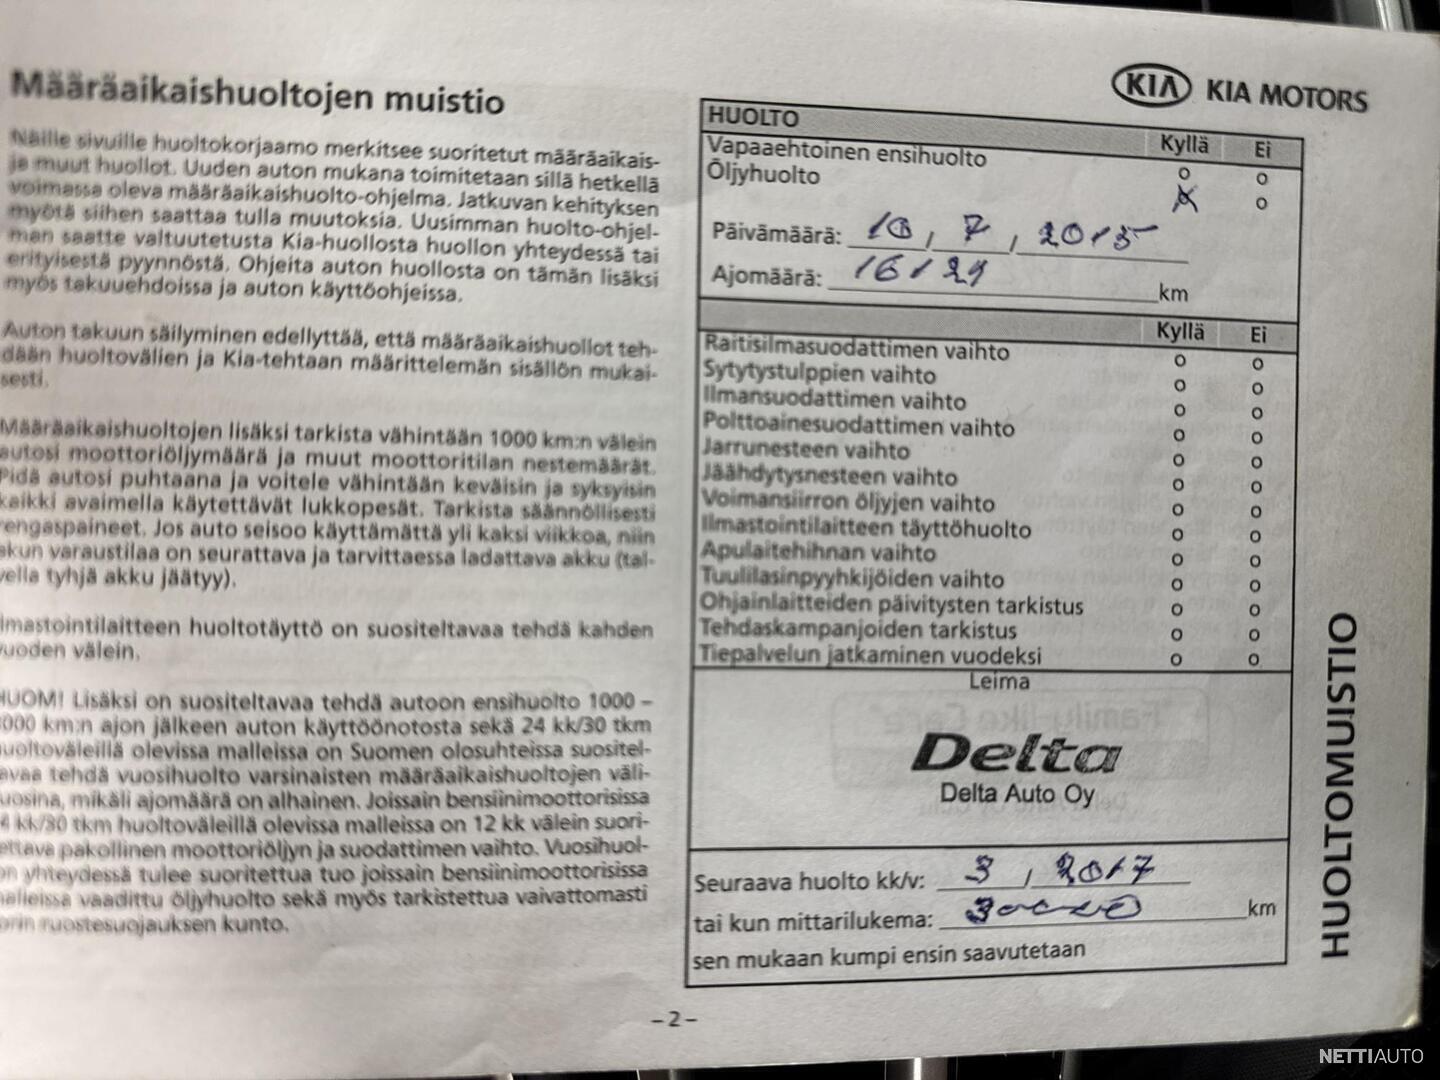 Määräaikaishuoltojen muistio
Näille sivuille huoltokorjaamo merkitsee suoritetut määräaikais-
ja muut huollot. Uuden auton mukana toimitetaan sillä hetkellä
voimassa oleva määräaikaishuolto-ohjelma. Jatkuvan kehityksen
myötä siihen saattaa tulla muutoksia. Uusimman huolto-ohjel-
man saatte valtuutetusta Kia-huollosta huollon yhteydessä tai
erityisestä pyynnöstä. Ohjeita auton huollosta on tämän lisäksi
myös takuuehdoissa ja auton käyttöohjeissa.
Auton takuun säilyminen edellyttää, että määräaikaishuollot teh-
dään huoltovälien ja Kia-tehtaan määrittelemän sisällön mukai-
sesti.
Määräaikaishuoltojen lisäksi tarkista vähintään 1000 km:n välein
autosi moottoriöljymäärä ja muut moottoritilan nestemäärät.
Pidä autosi puhtaana ja voitele vähintään keväisin ja syksyisin
kaikki avaimella käytettävät lukkopesät. Tarkista säännöllisesti
rengaspaineet. Jos auto seisoo käyttämättä yli kaksi viikkoa, niin
akun varaustilaa on seurattava ja tarvittaessa ladattava akku (tal-
vella tyhjä akku jäätyy).
lmastointilaitteen huoltotäyttö on suositeltavaa tehdä kahden
vuoden välein.
HUOM! Lisäksi on suositeltavaa tehdä autoon ensihuolto 1000 –
000 km:n ajon jälkeen auton käyttöönotosta sekä 24 kk/30 tkm
uoltoväleillä olevissa malleissa on Suomen olosuhteissa suositel-
avaa tehdä vuosihuolto varsinaisten määräaikaishuoltojen väli-
uosina, mikäli ajomäärä on alhainen. Joissain bensiinimoottorisissa
4 kk/30 tkm huoltoväleillä olevissa malleissa on 12 kk välein suori-
ettava pakollinen moottoriöljyn ja suodattimen vaihto. Vuosihuol-
on yhteydessä tulee suoritettua tuo joissain bensiinimoottorisissa
alleissa vaadittu öljyhuolto sekä myös tarkistettua vaivattomasti
orin ruostesuojauksen kunto.
KIA KIA MOTORS
HUOLTO Kyllä Ei
Vapaaehtoinen ensihuolto o o
Öljyhuolto x o
Päivämäärä: 10, 7, 2015
Ajomäärä: 16129 km
Kyllä Ei
Raitisilmasuodattimen vaihto o o
Sytytystulppien vaihto o o
Ilmansuodattimen vaihto o o
Polttoainesuodattimen vaihto o o
Jarrunesteen vaihto o o
Jäähdytysnesteen vaihto o o
Voimansiirron öljyjen vaihto o o
Ilmastointilaitteen täyttöhuolto o o
Apulaitehihnan vaihto o o
Tuulilasinpyyhkijöiden vaihto o o
Ohjainlaitteiden päivitysten tarkistus o o
Tehdaskampanjoiden tarkistus o o
Tiepalvelun jatkaminen vuodeksi o o
Leima
Delta
Delta Auto Oy
Seuraava huolto kk/v: 3 / 2017
tai kun mittarilukema: 30000 km
sen mukaan kumpi ensin saavutetaan
HUOLTOMUISTIO
– 2 –
NETTIAUTO